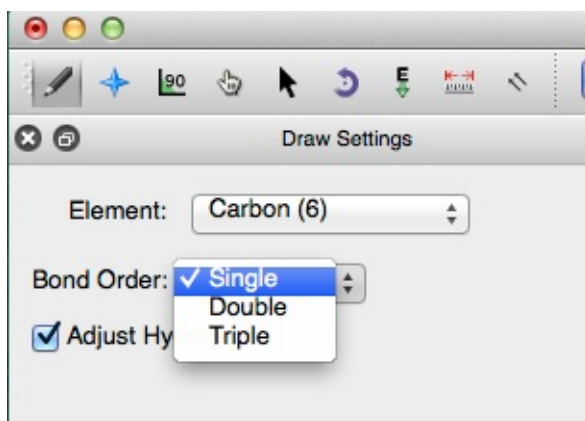 90
E
Draw Settings
Element: Carbon (6)
Bond Order: ✓ Single
Double
Triple
Adjust Hy